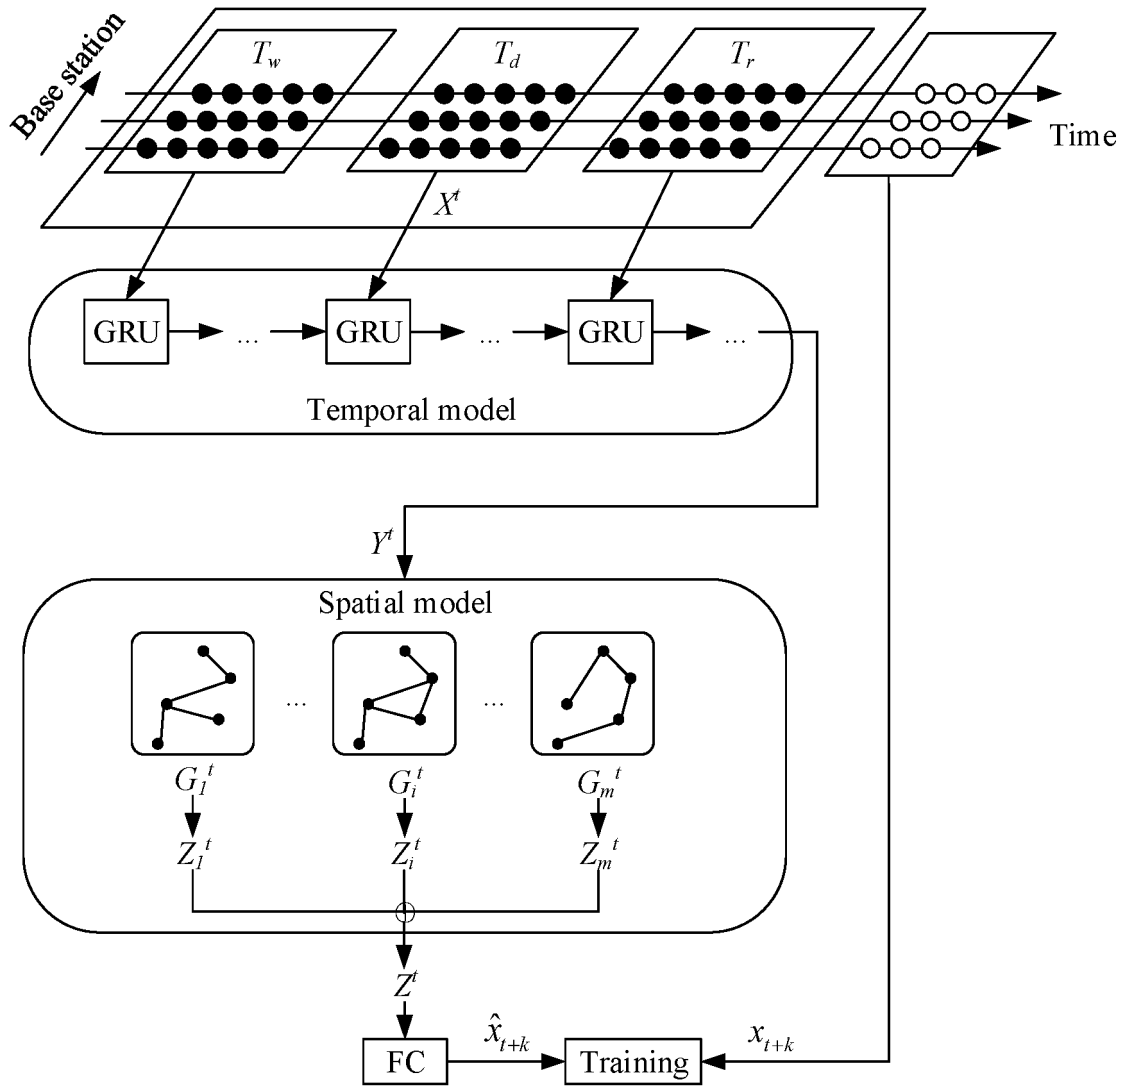 Base station
T_w T_d T_r
Time
X^t
GRU ... GRU ... GRU ...
Temporal model
Y^t
Spatial model
... ...
G_1^t G_i^t G_m^t
Z_1^t Z_i^t Z_m^t
Z^t
FC x̂_{t+k} Training x_{t+k}